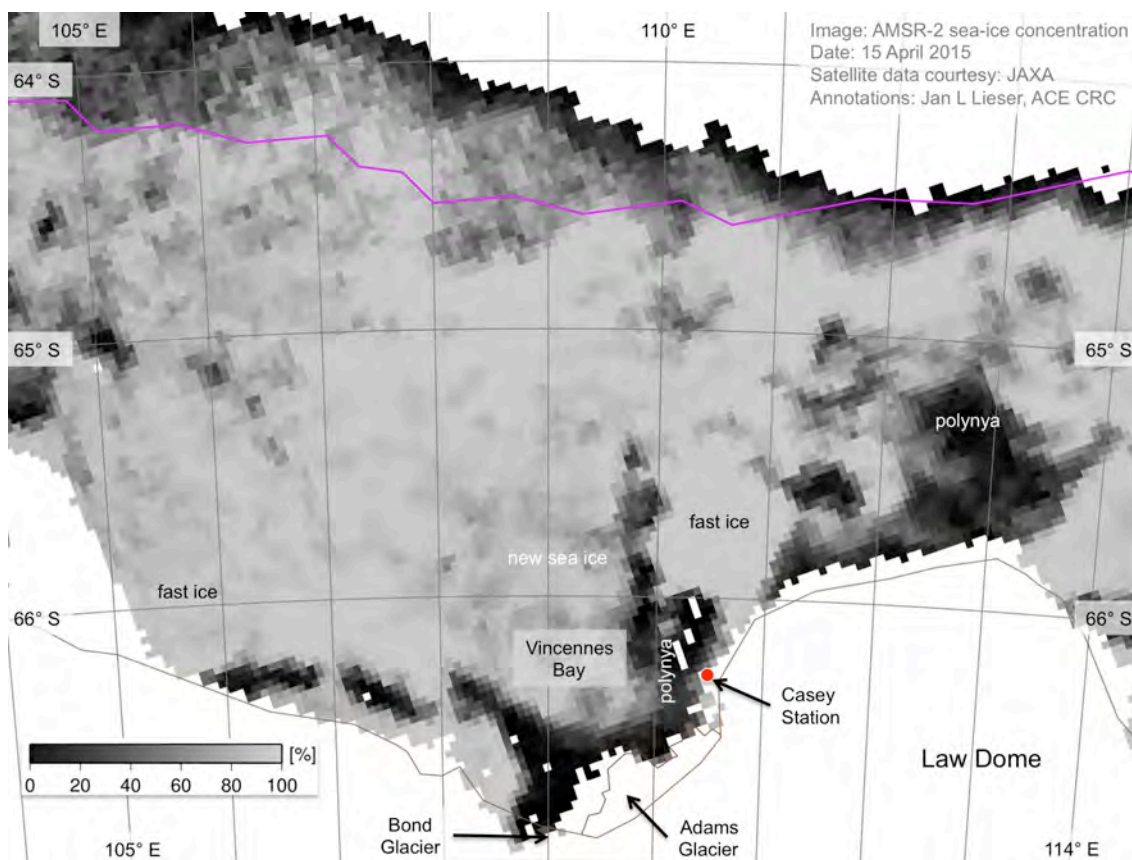 105° E
110° E
Image: AMSR-2 sea-ice concentration
Date: 15 April 2015
Satellite data courtesy: JAXA
Annotations: Jan L Lieser, ACE CRC
64° S
65° S
65° S
polynya
fast ice
new sea ice
fast ice
66° S
66° S
Vincennes
Bay
polynya
Casey
Station
[%]
0 20 40 60 80 100
Law Dome
Bond
Glacier
Adams
Glacier
105° E
114° E